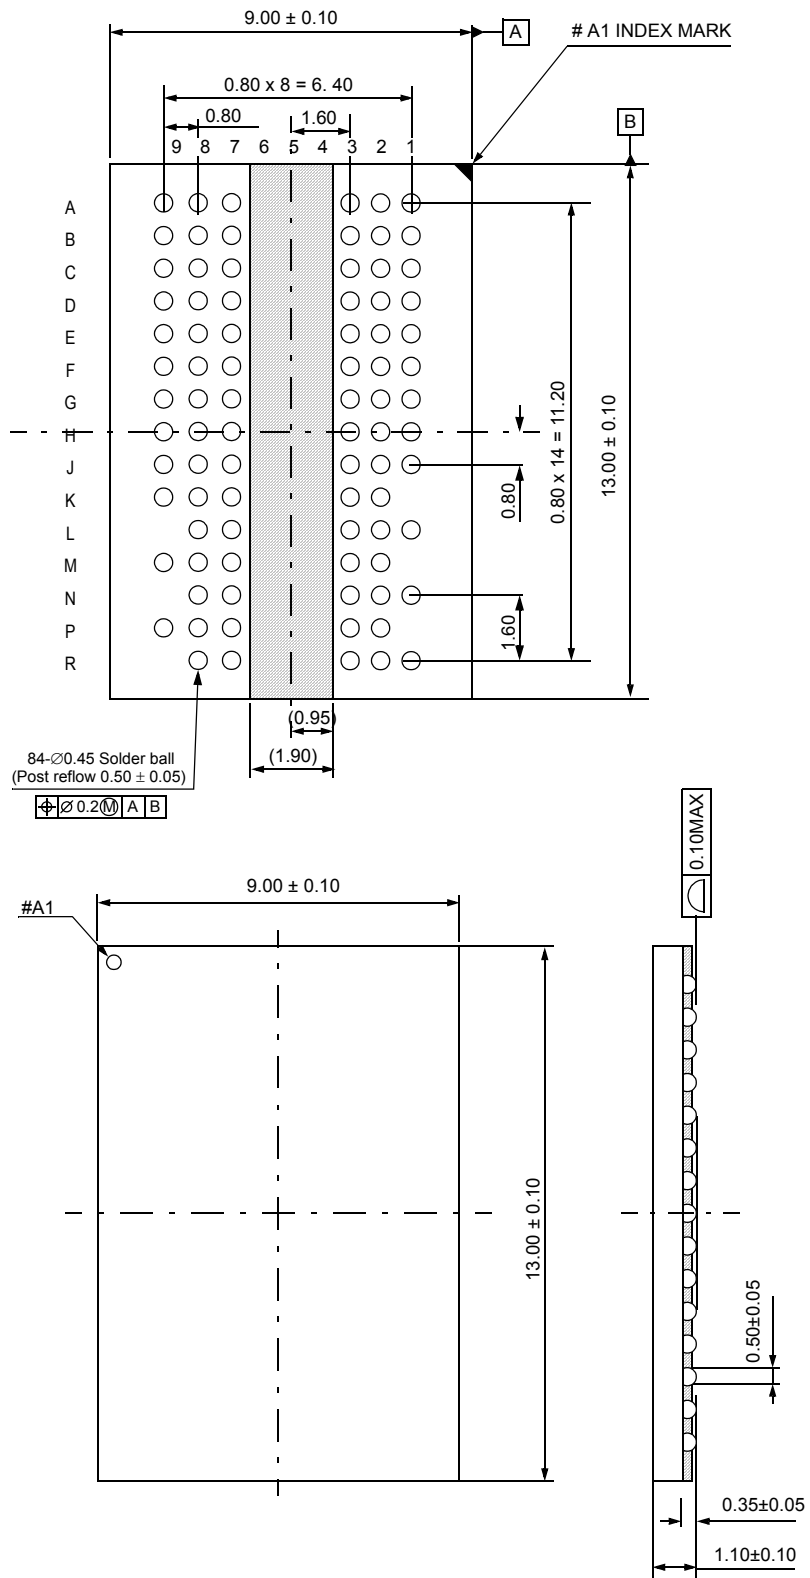 9.00 ± 0.10
A
# A1 INDEX MARK
0.80 x 8 = 6. 40
0.80
1.60
B
9 8 7 6 5 4 3 2 1
A
B
C
D
E
F
G
H
J
K
L
M
N
P
R
0.80
1.60
0.80 x 14 = 11.20
13.00 ± 0.10
(0.95)
(1.90)
84-∅0.45 Solder ball
(Post reflow 0.50 ± 0.05)
⌖ ∅ 0.2Ⓜ A B
0.10MAX
9.00 ± 0.10
#A1
13.00 ± 0.10
0.50±0.05
0.35±0.05
1.10±0.10